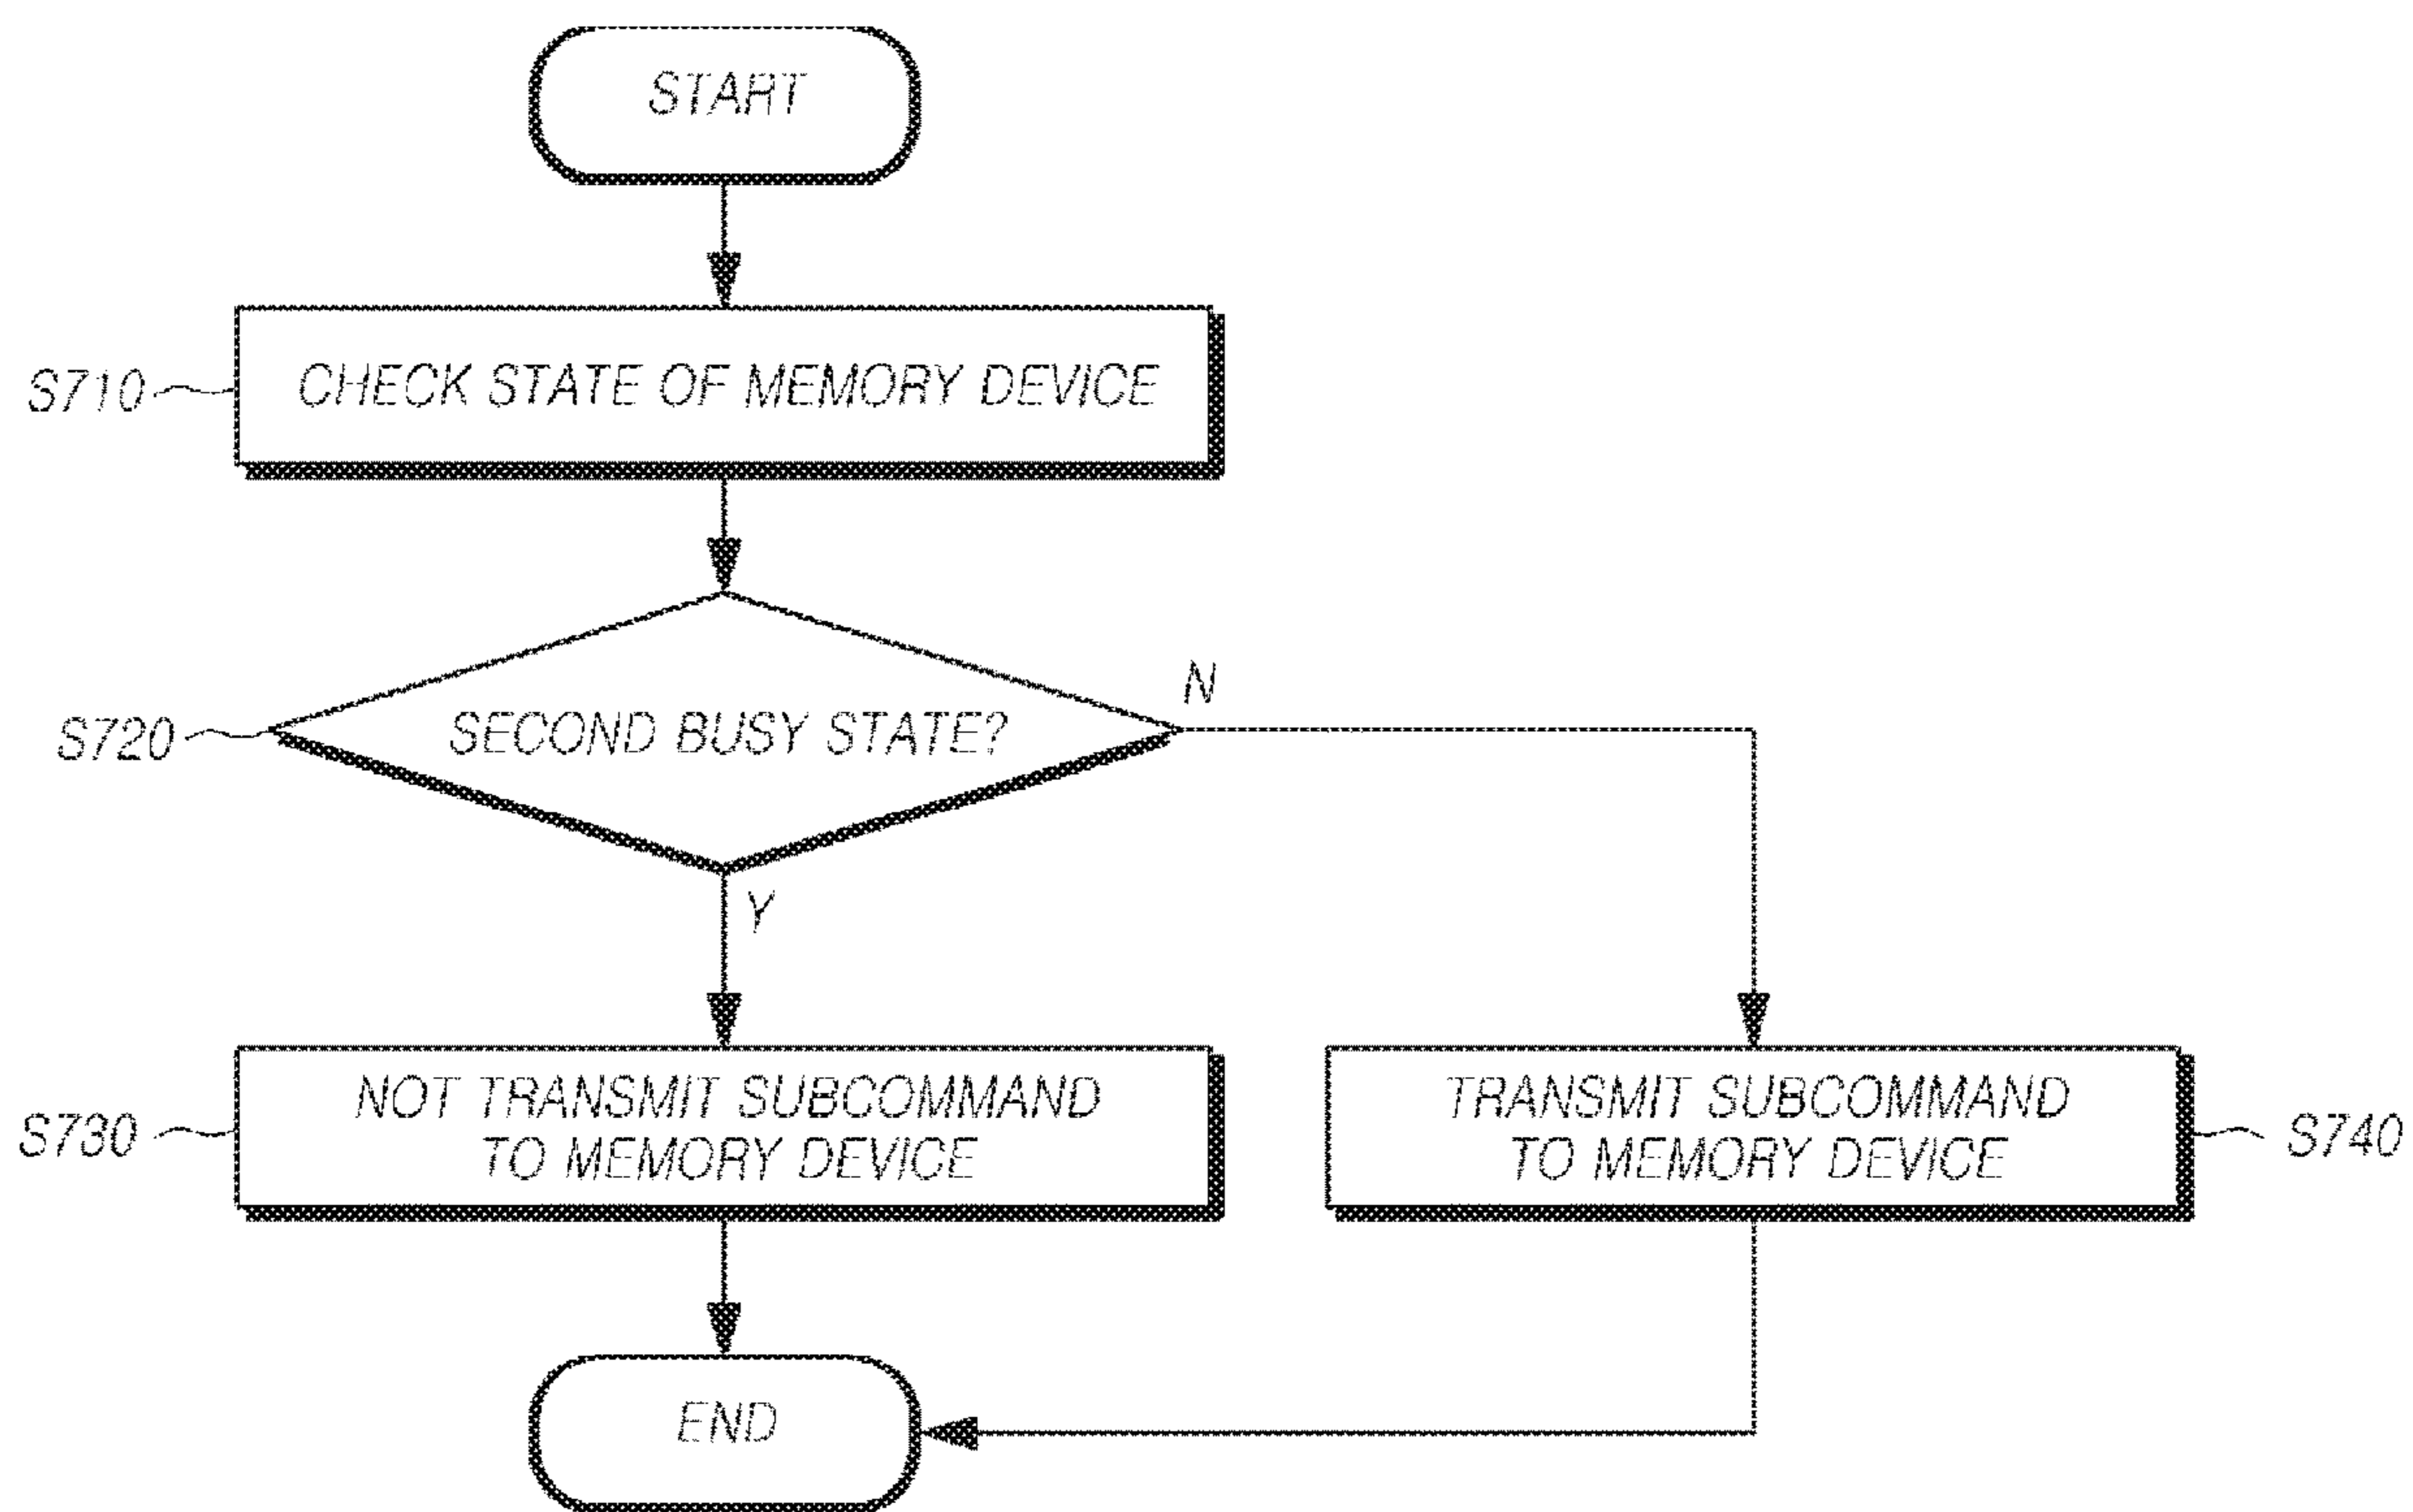 START
S710
CHECK STATE OF MEMORY DEVICE
N
S720
SECOND BUSY STATE?
Y
S730
NOT TRANSMIT SUBCOMMAND
TO MEMORY DEVICE
TRANSMIT SUBCOMMAND
TO MEMORY DEVICE
S740
END